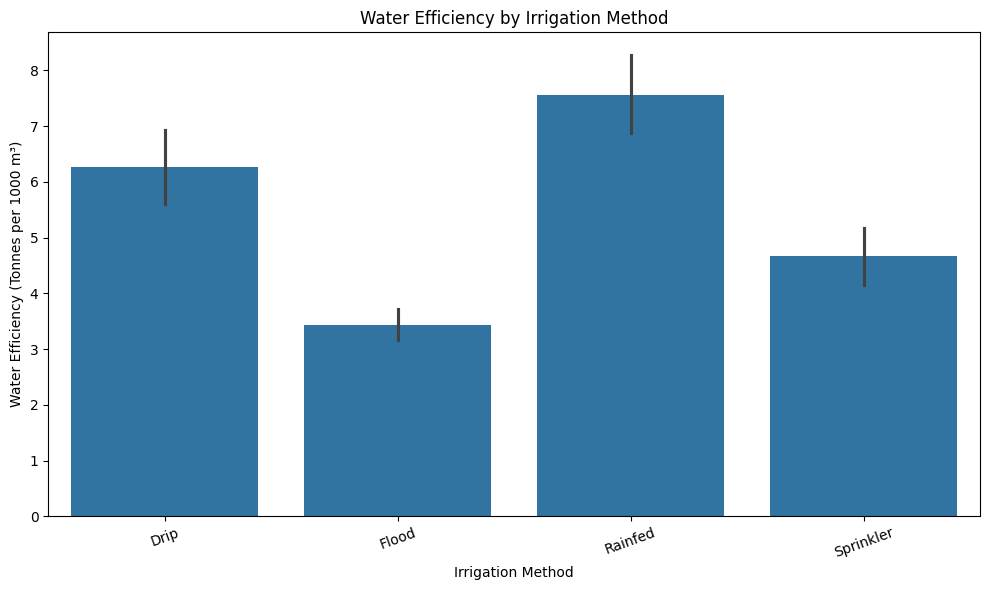 Water Efficiency by Irrigation Method
Water Efficiency (Tonnes per 1000 m³)
8
7
6
5
4
3
2
1
0
Drip
Flood
Rainfed
Sprinkler
Irrigation Method